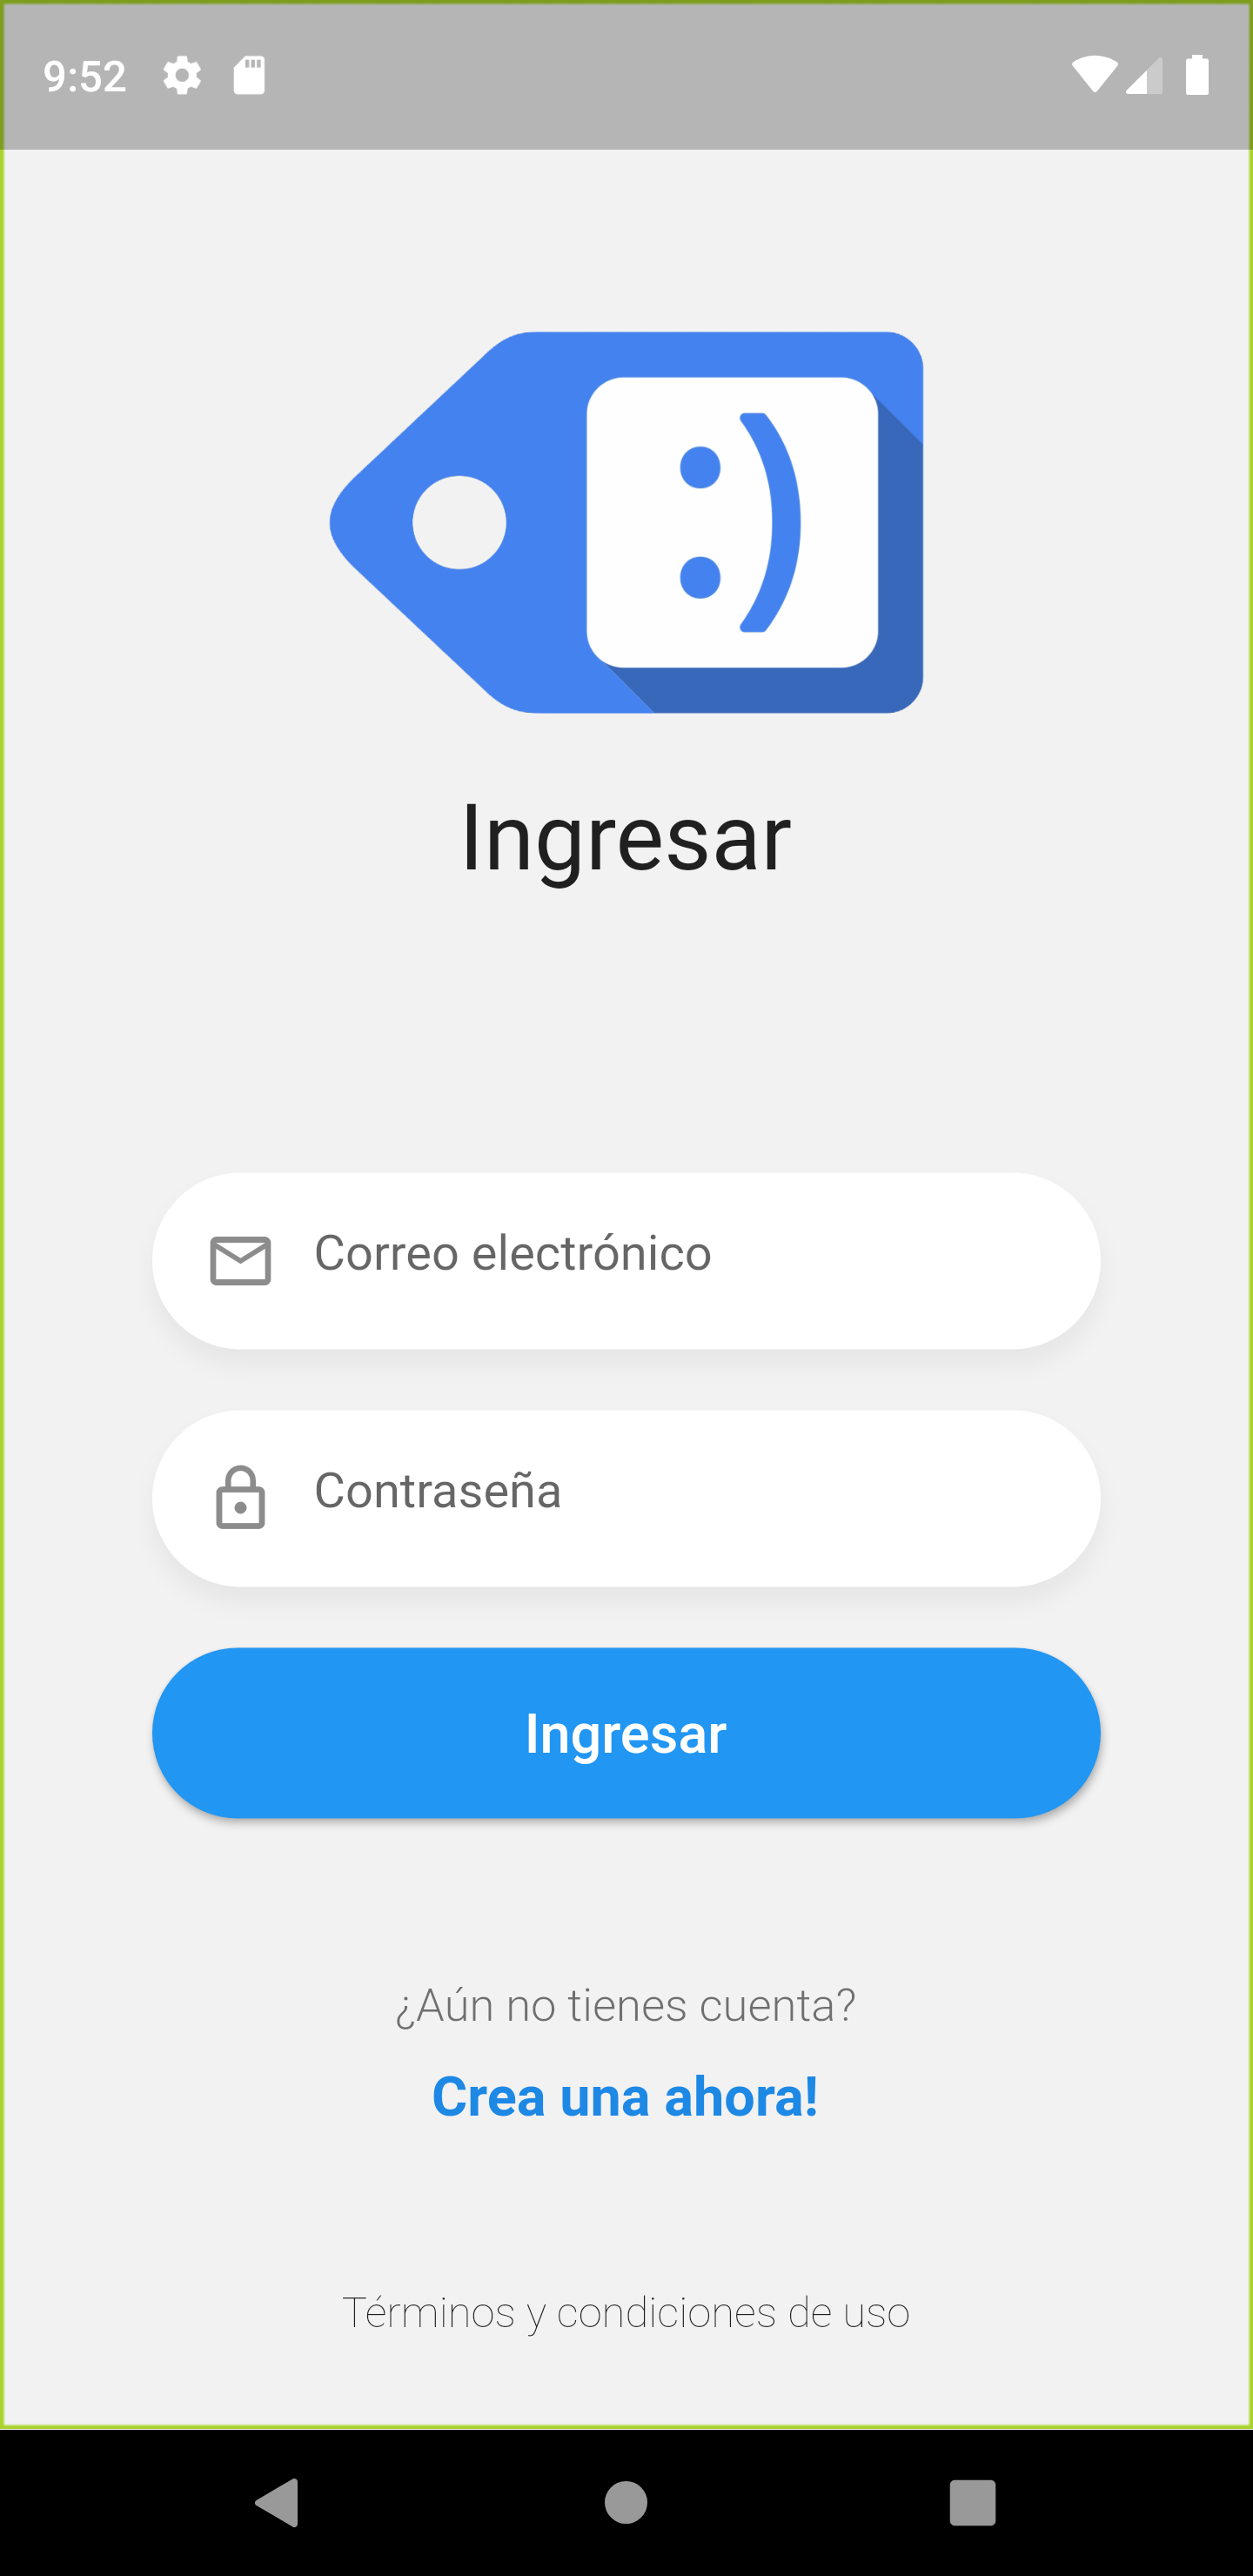 9:52
:)
Ingresar
Correo electrónico
Contraseña
Ingresar
¿Aún no tienes cuenta?
Crea una ahora!
Términos y condiciones de uso